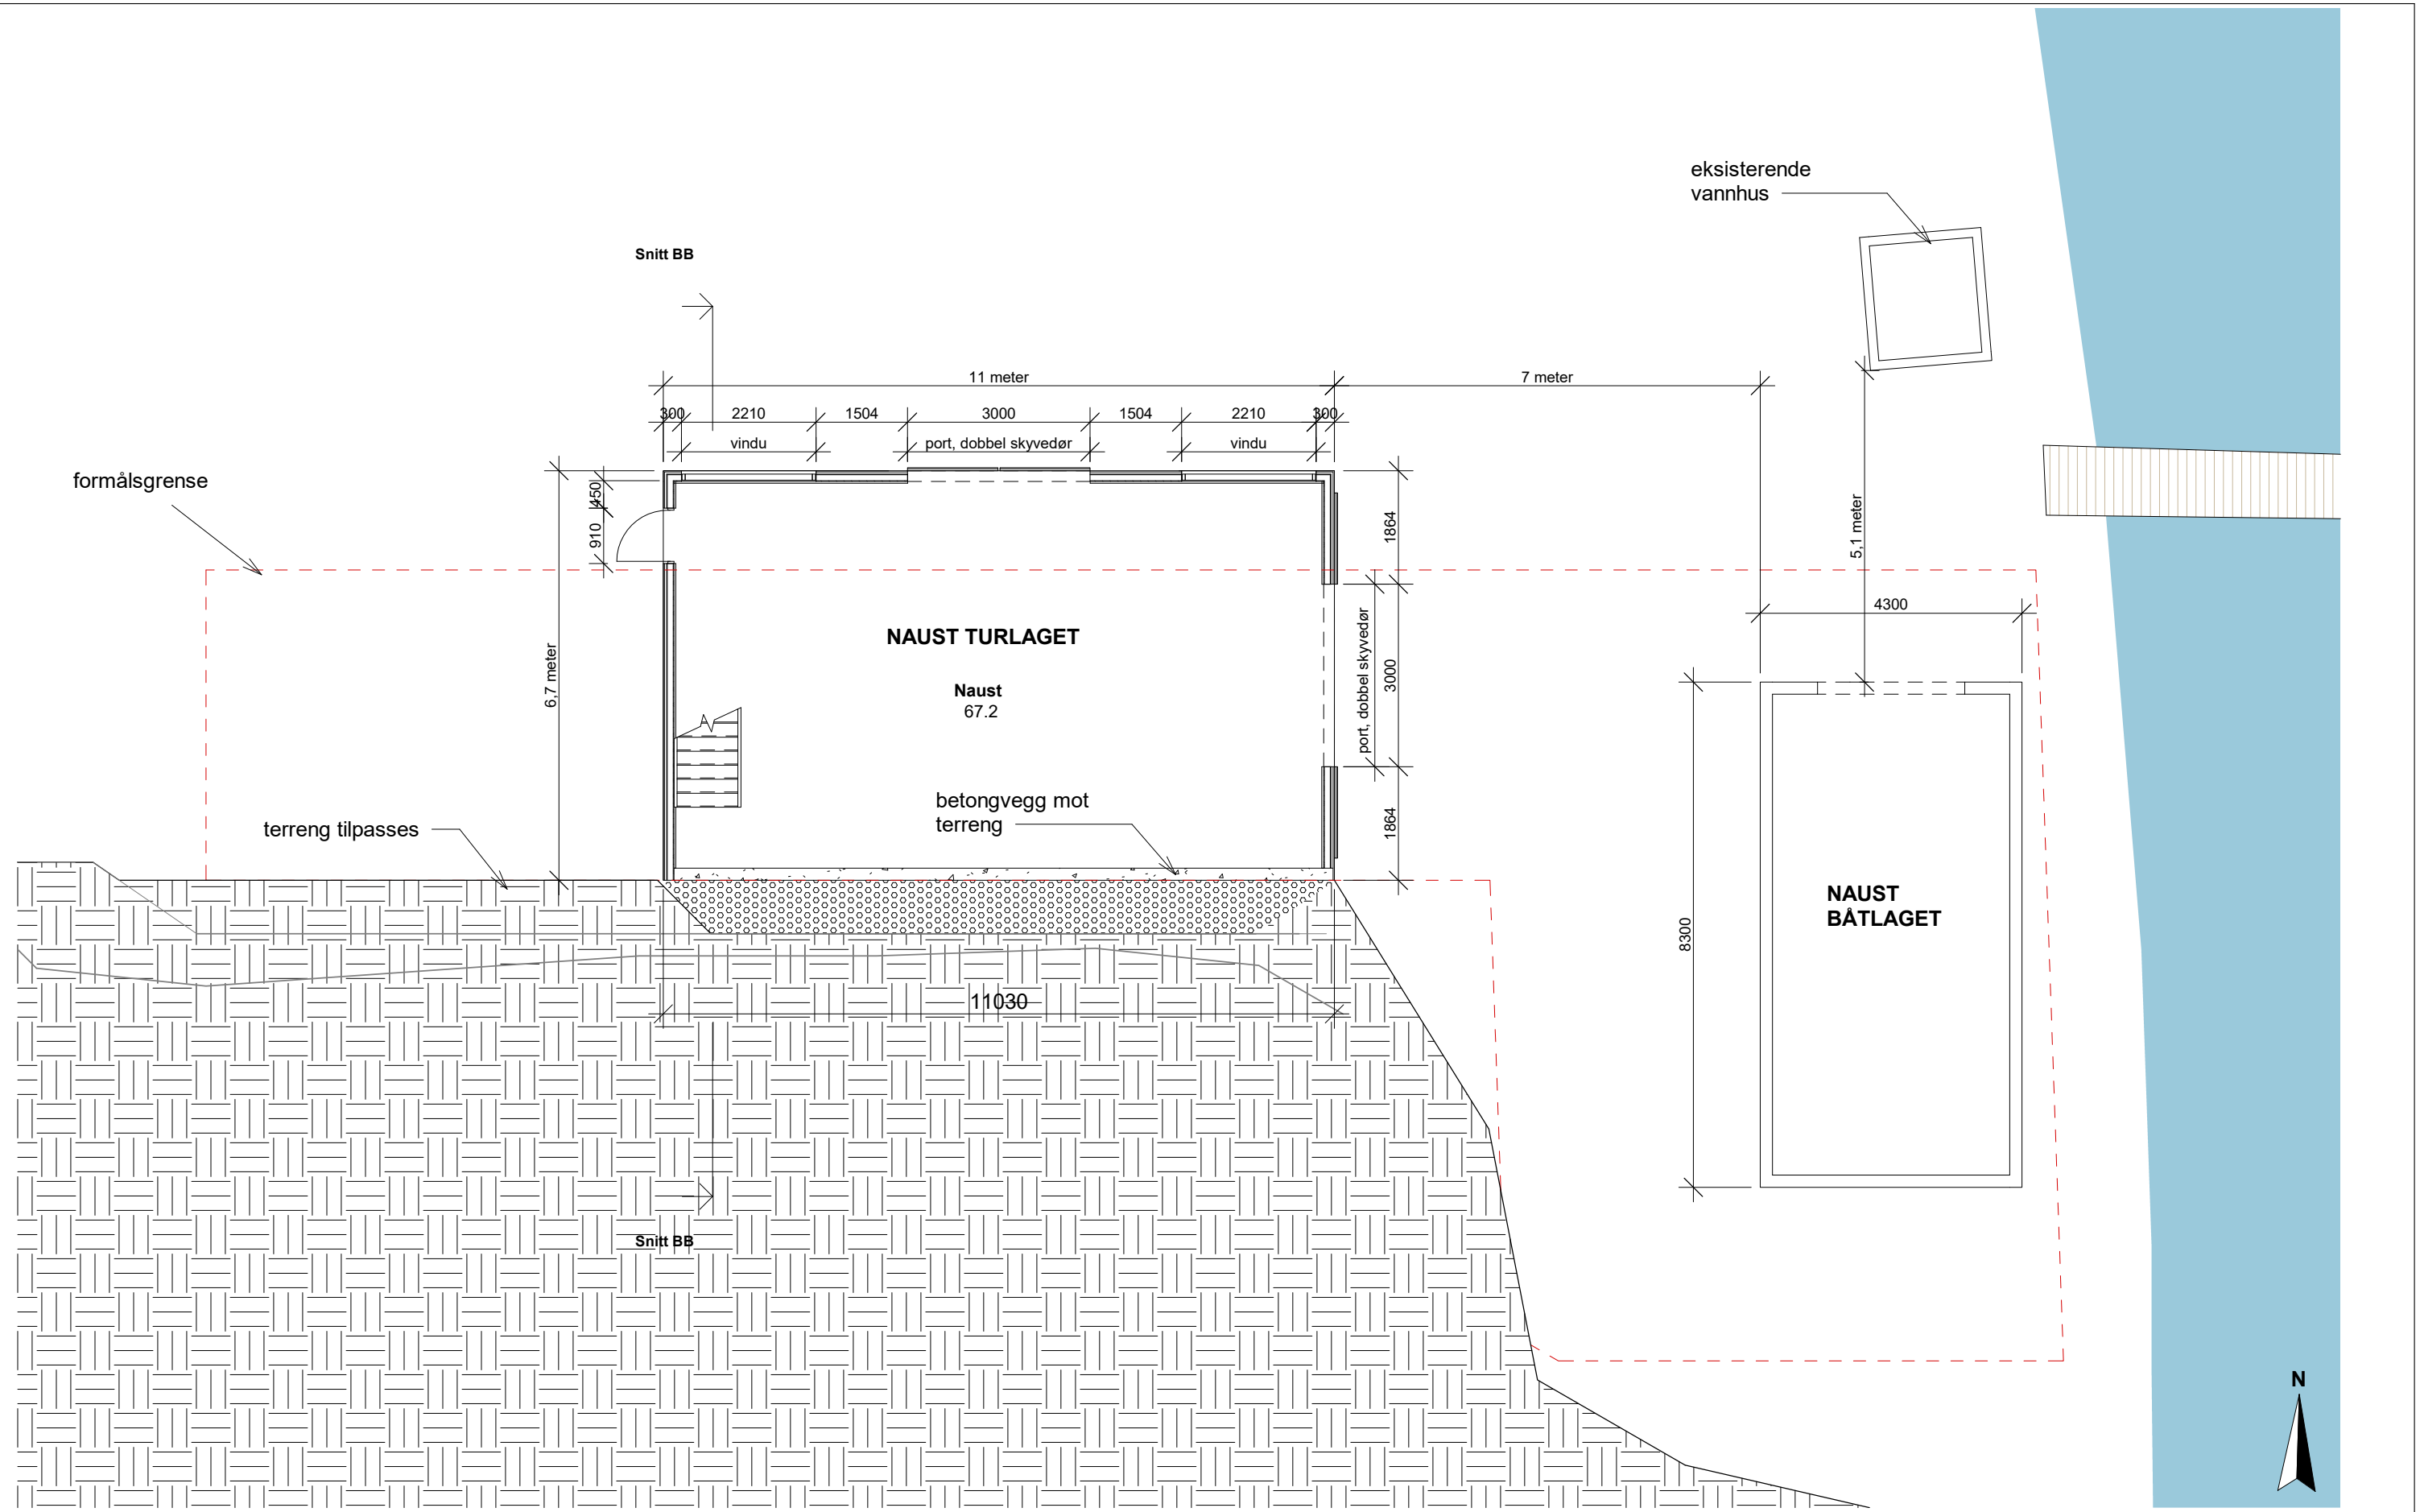 eksisterende
vannhus
Snitt BB
11 meter
7 meter
300
2210
1504
3000
1504
2210
300
vindu
port, dobbel skyvedør
vindu
formålsgrense
450
910
1864
5,1 meter
4300
6,7 meter
NAUST TURLAGET
port, dobbel skyvedør
3000
Naust
67.2
betongvegg mot
terreng
terreng tilpasses
1864
NAUST
BÅTLAGET
8300
11030
Snitt BB
N